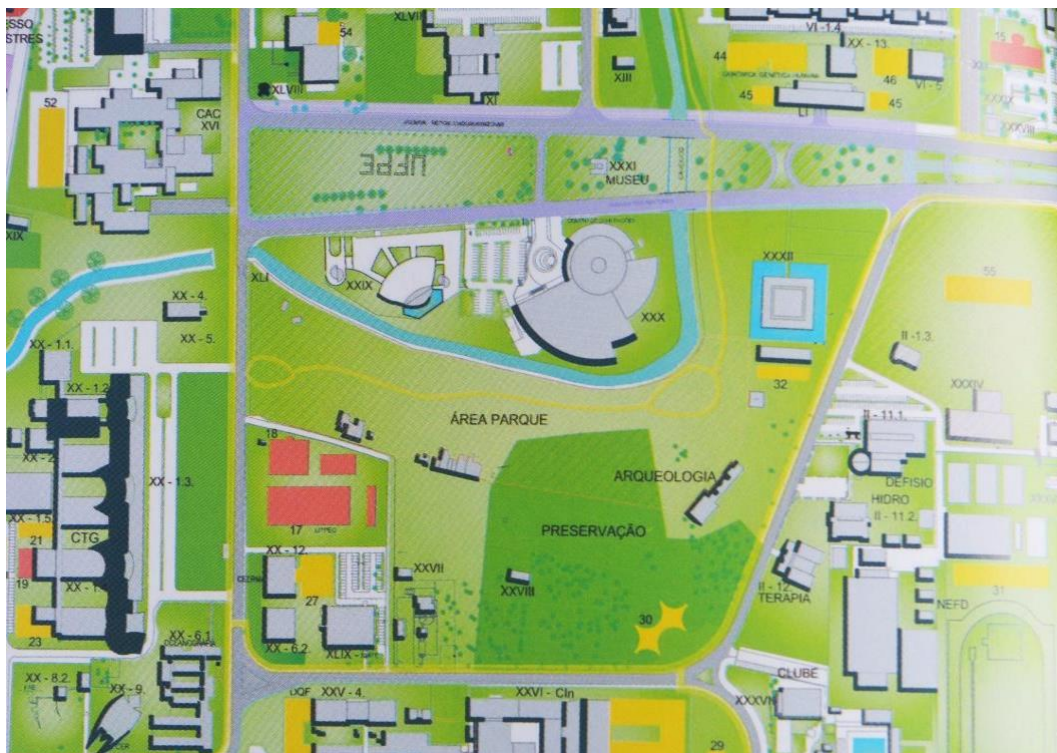 ESSO
STRES
54
XLVIII
XI
XIII
44
VI -1.4
XX - 13.
46
VI - 5
15
45
45
LI
XXXIX
XXXVIII
52
CAC
XVI
UFPE
XXXI
MUSEU
XIX
XLI
XXIX
XXX
XXXII
55
XX - 4.
XX - 5.
II -1.3.
XX - 1.1.
XX - 1.2
32
XXXIV
ÁREA PARQUE
II - 11.1.
18
ARQUEOLOGIA
DEFISIO
HIDRO
XX - 1.3.
XX - 1.5.
17
PRESERVAÇÃO
II - 11.2.
21
CTG
XX - 12.
19
XXVII
XXVIII
II - 12
TERAPIA
27
31
30
NEFD
23
XX - 6.1.
XX - 6.2.
XLIX -
CLUBE
XX - 8.2.
XX - 9.
XXV - 4.
XXVI - CIn
29